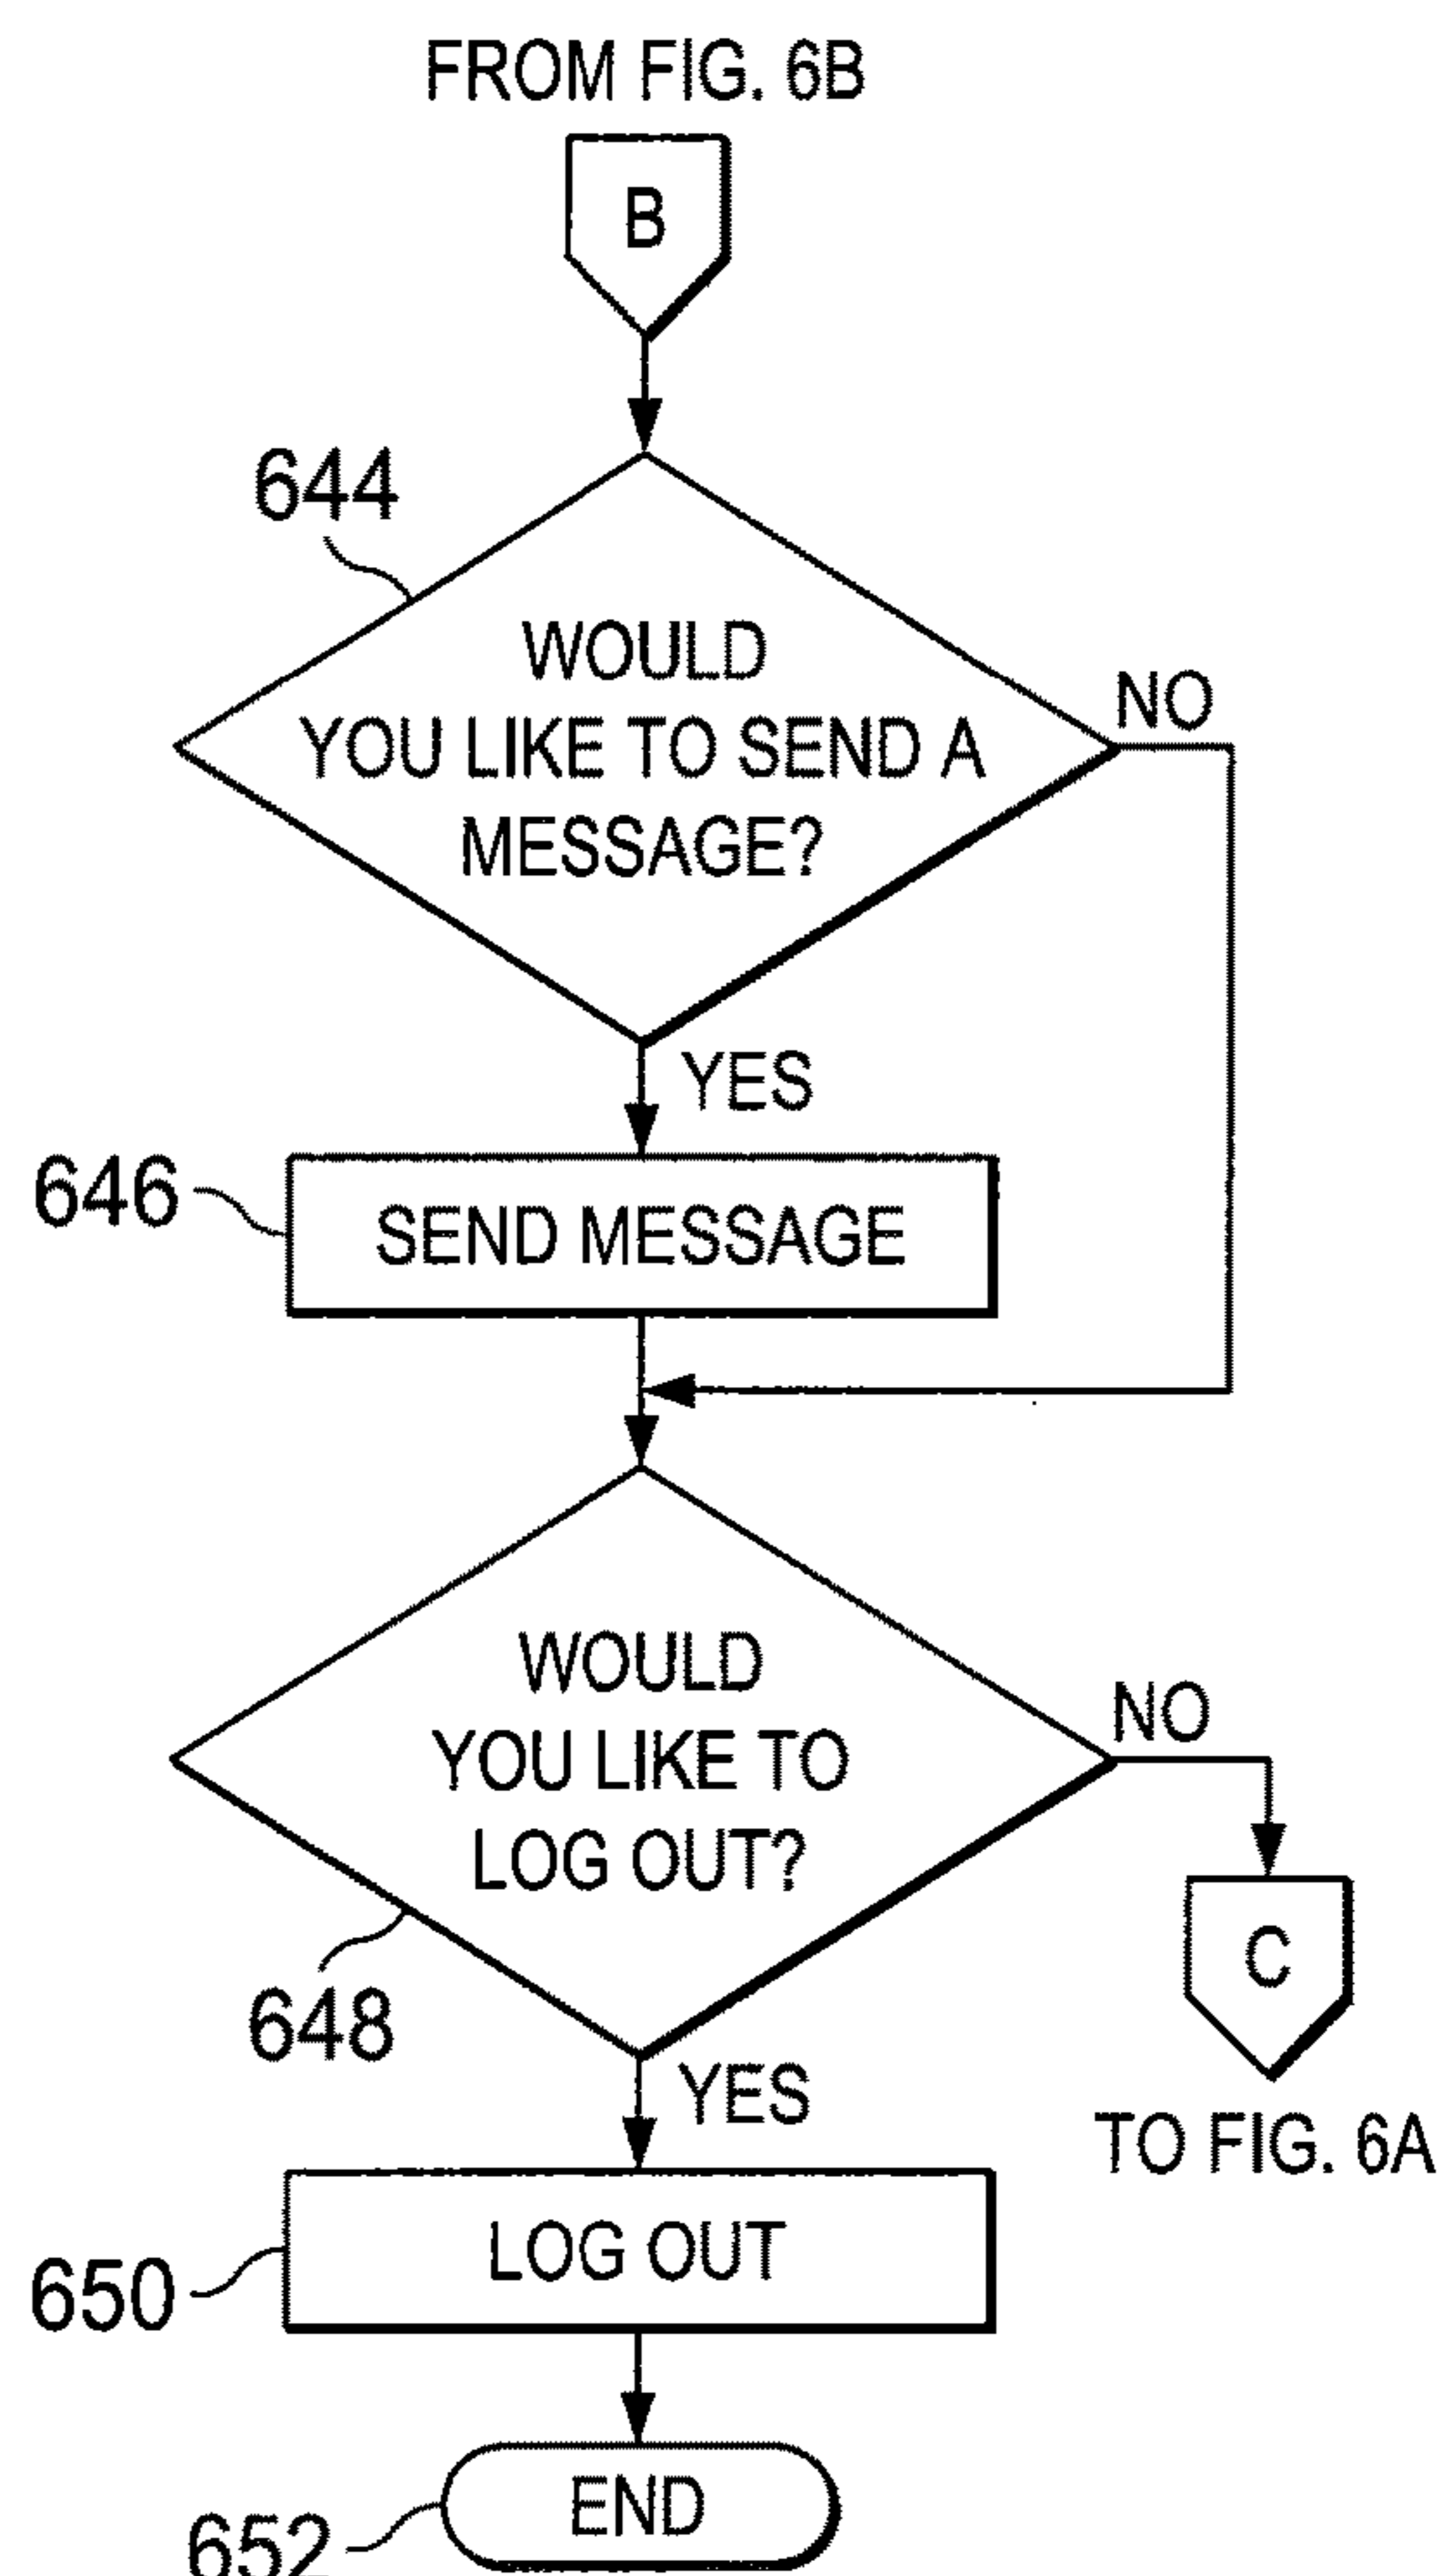 FROM FIG. 6B
B
644
WOULD
YOU LIKE TO SEND A
MESSAGE?
NO
YES
646
SEND MESSAGE
WOULD
YOU LIKE TO
LOG OUT?
NO
648
C
YES
TO FIG. 6A
650
LOG OUT
END
652